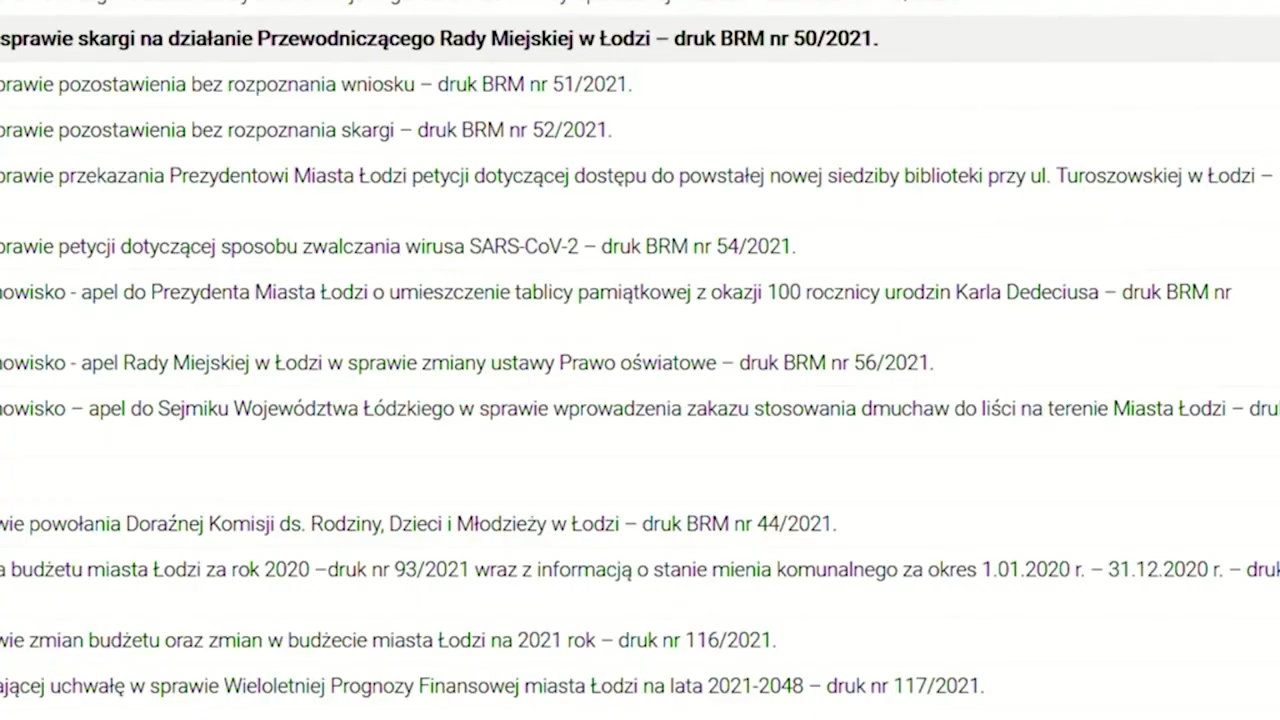 sprawie skargi na działanie Przewodniczącego Rady Miejskiej w Łodzi – druk BRM nr 50/2021.
prawie pozostawienia bez rozpoznania wniosku – druk BRM nr 51/2021.
prawie pozostawienia bez rozpoznania skargi – druk BRM nr 52/2021.
prawie przekazania Prezydentowi Miasta Łodzi petycji dotyczącej dostępu do powstałej nowej siedziby biblioteki przy ul. Turoszowskiej w Łodzi –
prawie petycji dotyczącej sposobu zwalczania wirusa SARS-CoV-2 – druk BRM nr 54/2021.
nowisko - apel do Prezydenta Miasta Łodzi o umieszczenie tablicy pamiątkowej z okazji 100 rocznicy urodzin Karla Dedeciusa – druk BRM nr
nowisko - apel Rady Miejskiej w Łodzi w sprawie zmiany ustawy Prawo oświatowe – druk BRM nr 56/2021.
nowisko – apel do Sejmiku Województwa Łódzkiego w sprawie wprowadzenia zakazu stosowania dmuchaw do liści na terenie Miasta Łodzi – dru
wie powołania Doraźnej Komisji ds. Rodziny, Dzieci i Młodzieży w Łodzi – druk BRM nr 44/2021.
a budżetu miasta Łodzi za rok 2020 –druk nr 93/2021 wraz z informacją o stanie mienia komunalnego za okres 1.01.2020 r. – 31.12.2020 r. – druk
wie zmian budżetu oraz zmian w budżecie miasta Łodzi na 2021 rok – druk nr 116/2021.
ającej uchwałę w sprawie Wieloletniej Prognozy Finansowej miasta Łodzi na lata 2021-2048 – druk nr 117/2021.